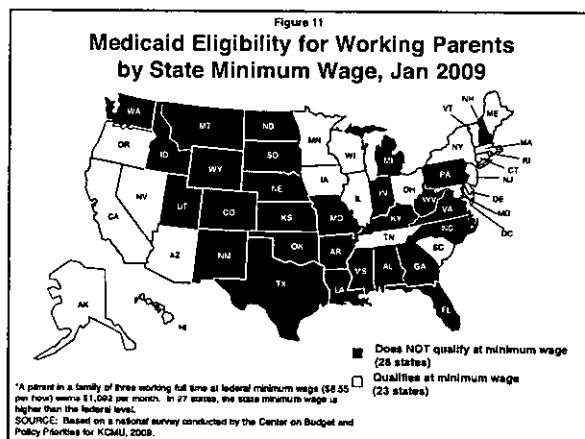 Figure 11
Medicaid Eligibility for Working Parents
by State Minimum Wage, Jan 2009
WA
MT
ND
MN
VT
NH
ME
OR
ID
SD
WI
MI
NY
MA
WY
RI
CT
NJ
NV
NE
IA
PA
CA
UT
CO
KS
MO
IL
IN
OH
WV
VA
DE
MD
DC
KY
NC
AZ
NM
OK
AR
TN
SC
TX
LA
MS
AL
GA
FL
AK
HI
Does NOT qualify at minimum wage
(28 states)
Qualifies at minimum wage
(23 states)
*A parent in a family of three working full time at federal minimum wage ($6.55
per hour) earns $1,092 per month. In 27 states, the state minimum wage is
higher than the federal level.
SOURCE: Based on a national survey conducted by the Center on Budget and
Policy Priorities for KCMU, 2009.